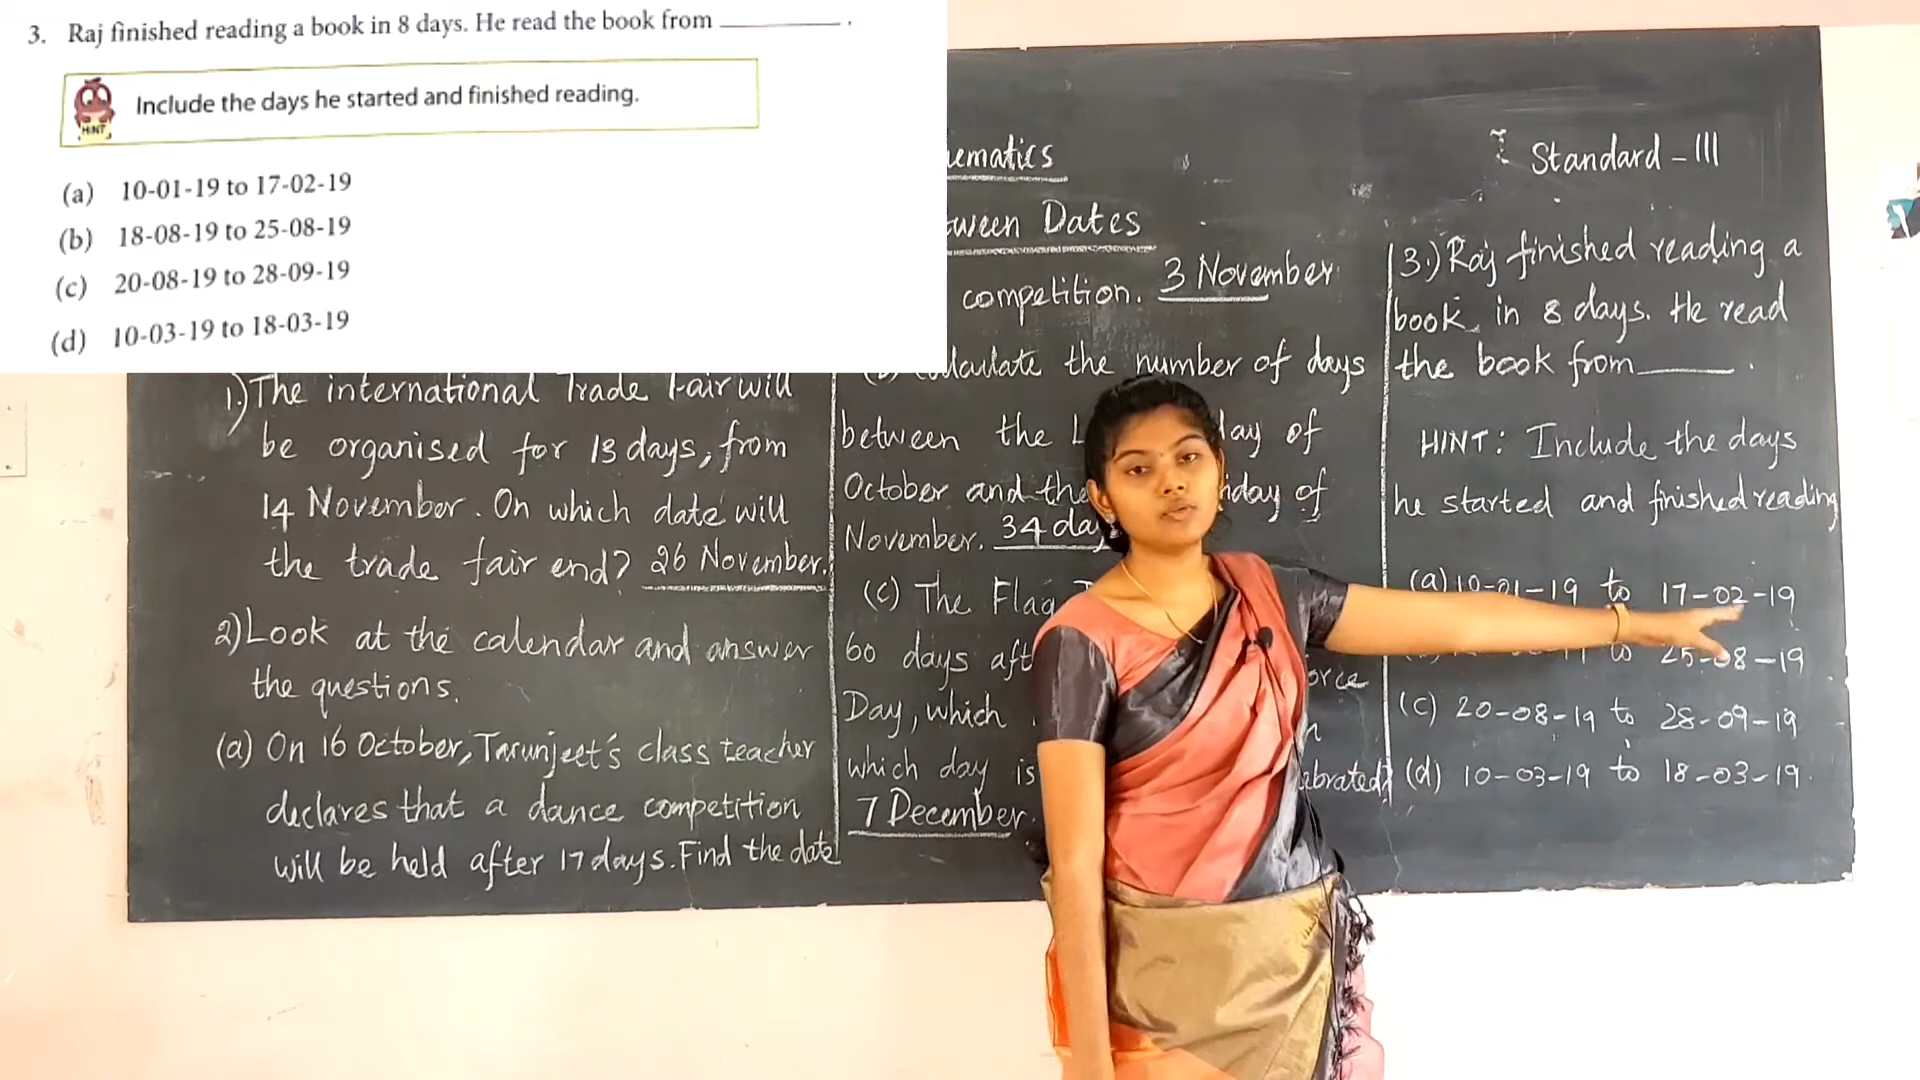 3. Raj finished reading a book in 8 days. He read the book from ________ .
Include the days he started and finished reading.
HINT
(a) 10-01-19 to 17-02-19
(b) 18-08-19 to 25-08-19
(c) 20-08-19 to 28-09-19
(d) 10-03-19 to 18-03-19
Standard - III
Dates
1.) The international Trade Fair will
be organised for 13 days, from
14 November. On which date will
the trade fair end? 26 November.
2) Look at the calendar and answer
the questions.
(a) On 16 October, Tarunjeet's class teacher
declares that a dance competition
will be held after 17 days. Find the date
competition. 3 November
the number of days
between the
of
October and the
of
November. 34
(c) The Flag
60 days
Day, which
which day is
7 December.
3.) Raj finished reading a
book in 8 days. He read
the book from ______ .
HINT: Include the days
he started and finished reading
(a) 10-01-19 to 17-02-19
to 25-08-19
(c) 20-08-19 to 28-09-19
(d) 10-03-19 to 18-03-19.